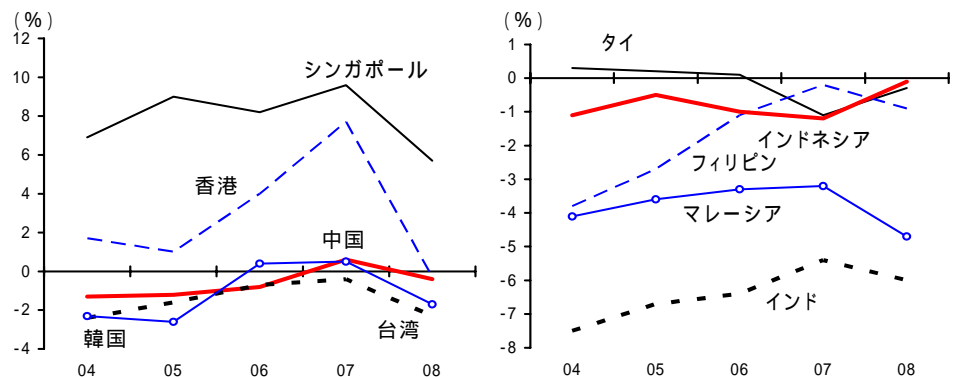 (%)
12
10
8
6
4
2
0
-2
-4
シンガポール
香港
中国
韓国
台湾
04 05 06 07 08
(%)
1
0
-1
-2
-3
-4
-5
-6
-7
-8
タイ
インドネシア
フィリピン
マレーシア
インド
04 05 06 07 08